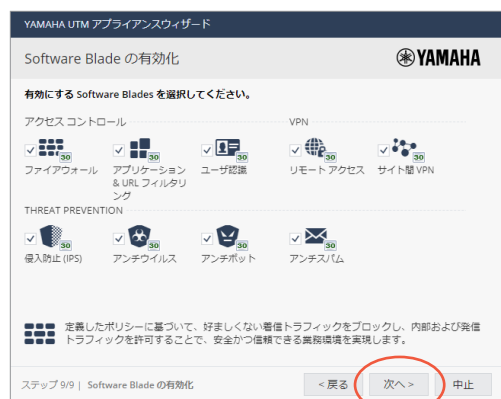 YAMAHA UTM アプライアンスウィザード
Software Blade の有効化
YAMAHA
有効にする Software Blades を選択してください。
アクセス コントロール
VPN
30 30 30 30 30
ファイアウォール アプリケーション & URL フィルタリング ユーザ認識 リモート アクセス サイト間 VPN
THREAT PREVENTION
30 30 30 30
侵入防止 (IPS) アンチウイルス アンチボット アンチスパム
定義したポリシーに基づいて、好ましくない着信トラフィックをブロックし、内部および発信
トラフィックを許可することで、安全かつ信頼できる業務環境を実現します。
ステップ 9/9 | Software Blade の有効化
< 戻る 次へ > 中止